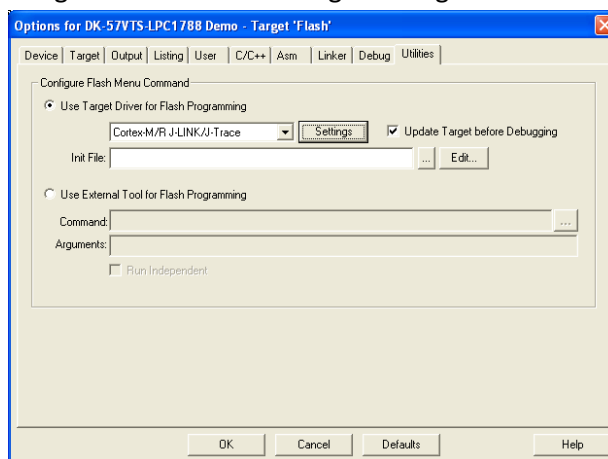 Options for DK-57VTS-LPC1788 Demo - Target 'Flash'
Device | Target | Output | Listing | User | C/C++ | Asm | Linker | Debug | Utilities
Configure Flash Menu Command
Use Target Driver for Flash Programming
Cortex-M/R J-LINK/J-Trace Settings Update Target before Debugging
Init File: ... Edit...
Use External Tool for Flash Programming
Command: ...
Arguments:
Run Independent
OK Cancel Defaults Help